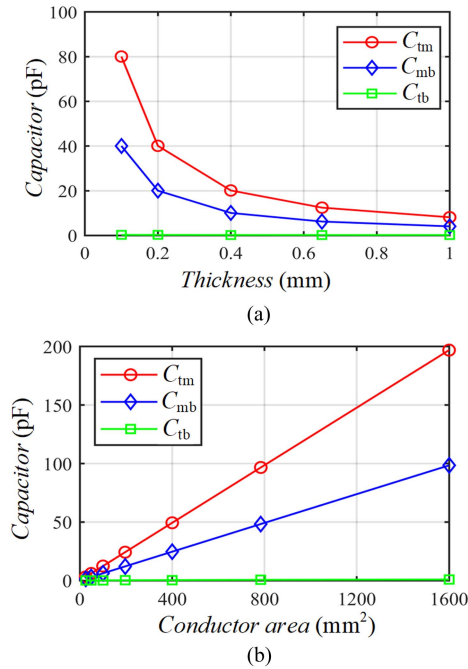 100
80
60
40
20
0
0 0.2 0.4 0.6 0.8 1
Capacitor (pF)
Thickness (mm)
Ctm
Cmb
Ctb
(a)
200
150
100
50
0
0 400 800 1200 1600
Capacitor (pF)
Conductor area (mm²)
Ctm
Cmb
Ctb
(b)